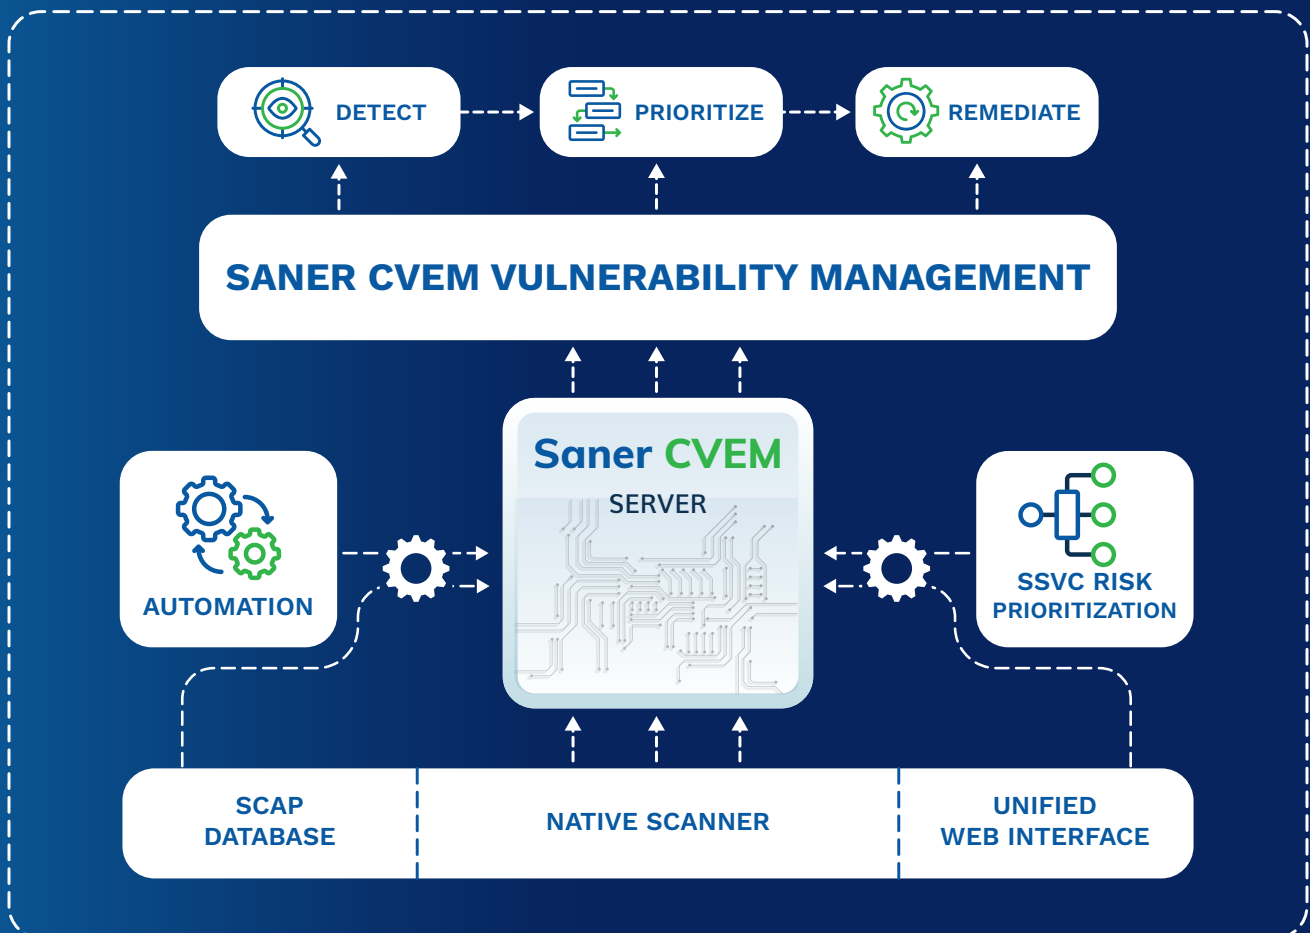 DETECT
PRIORITIZE
REMEDIATE
SANER CVEM VULNERABILITY MANAGEMENT
Saner CVEM
SERVER
AUTOMATION
SSVC RISK
PRIORITIZATION
SCAP
DATABASE
NATIVE SCANNER
UNIFIED
WEB INTERFACE